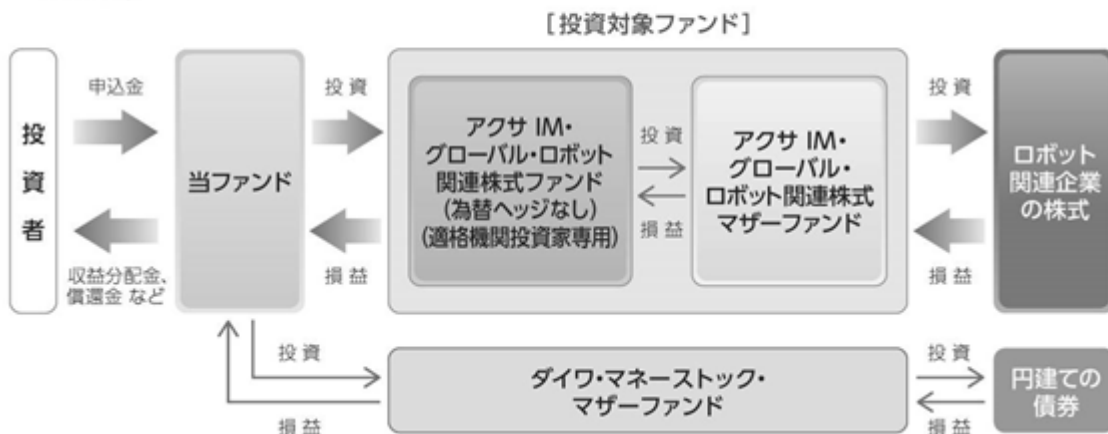 [投資対象ファンド]
投資者
申込金
収益分配金、
償還金 など
当ファンド
投資
損益
アクサ IM・
グローバル・ロボット
関連株式ファンド
(為替ヘッジなし)
(適格機関投資家専用)
投資
損益
アクサ IM・
グローバル・
ロボット関連株式
マザーファンド
投資
損益
ロボット
関連企業
の株式
投資
損益
ダイワ・マネーストック・
マザーファンド
投資
損益
円建ての
債券